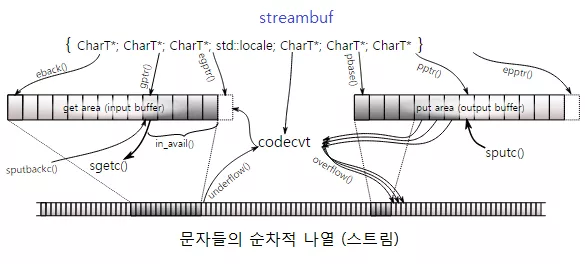 streambuf
{ CharT*; CharT*; CharT*; std::locale; CharT*; CharT*; CharT* }
eback()
gptr()
egptr()
pbase()
pptr()
epptr()
get area (input buffer)
put area (output buffer)
in_avail()
codecvt
sputbackc()
sgetc()
underflow()
overflow()
sputc()
문자들의 순차적 나열 (스트림)